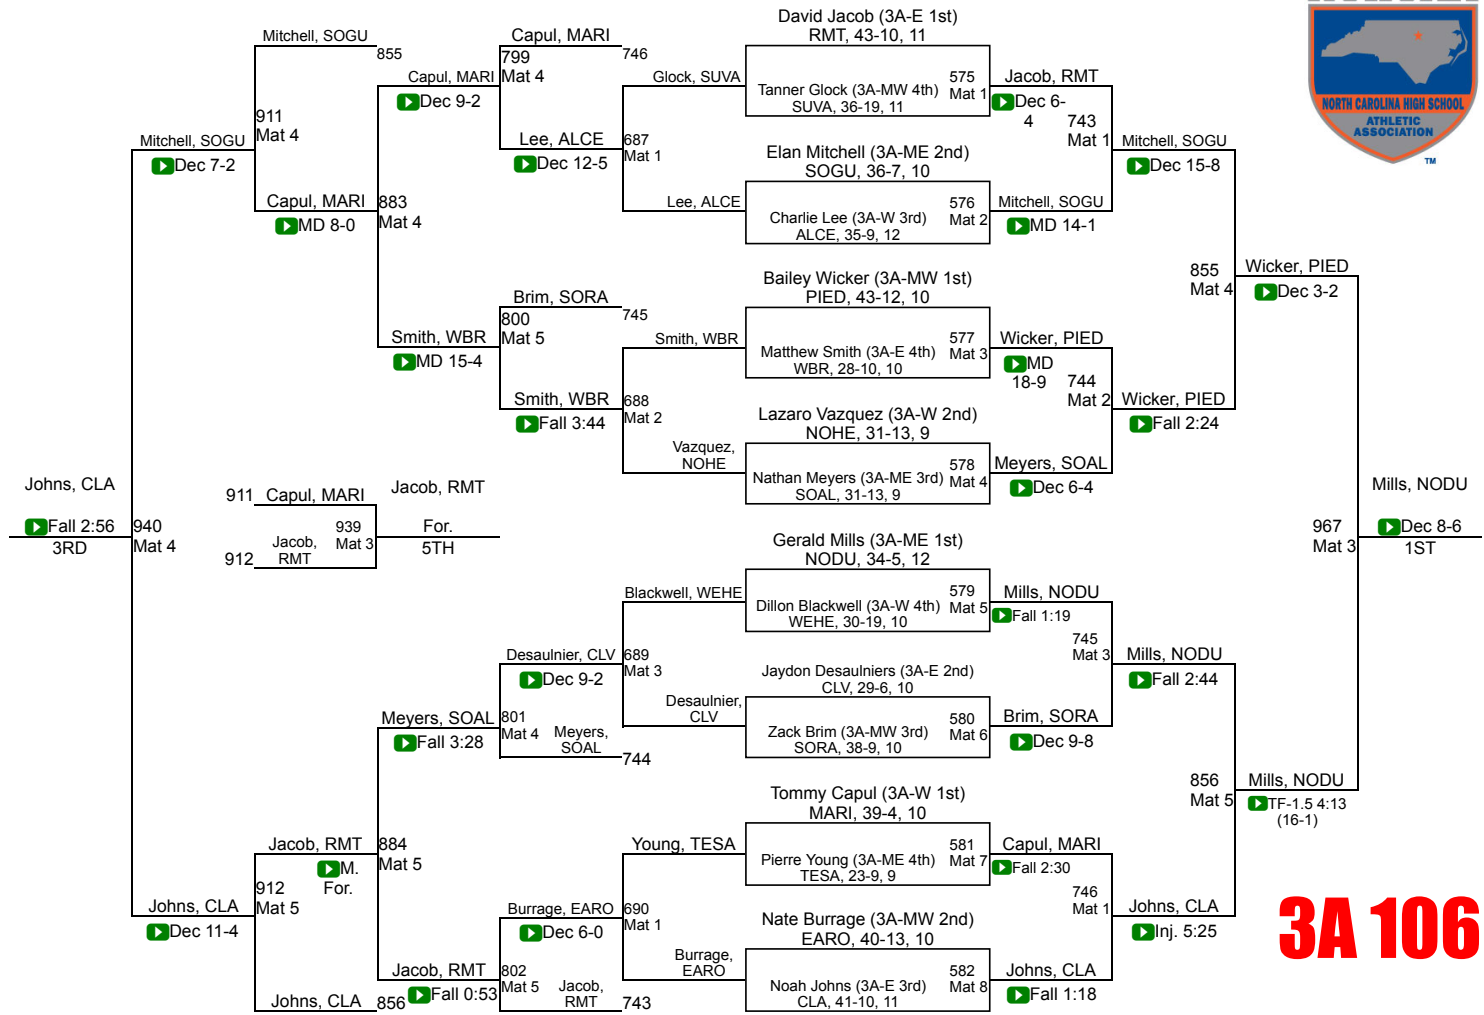 David Jacob (3A-E 1st)
RMT, 43-10, 11
Tanner Glock (3A-MW 4th)
SUVA, 36-19, 11
575
Mat 1
Elan Mitchell (3A-ME 2nd)
SOGU, 36-7, 10
Charlie Lee (3A-W 3rd)
ALCE, 35-9, 12
576
Mat 2
Bailey Wicker (3A-MW 1st)
PIED, 43-12, 10
Matthew Smith (3A-E 4th)
WBR, 28-10, 10
577
Mat 3
Lazaro Vazquez (3A-W 2nd)
NOHE, 31-13, 9
Nathan Meyers (3A-ME 3rd)
SOAL, 31-13, 9
578
Mat 4
Gerald Mills (3A-ME 1st)
NODU, 34-5, 12
Dillon Blackwell (3A-W 4th)
WEHE, 30-19, 10
579
Mat 5
Jaydon Desaulniers (3A-E 2nd)
CLV, 29-6, 10
Zack Brim (3A-MW 3rd)
SORA, 38-9, 10
580
Mat 6
Tommy Capul (3A-W 1st)
MARI, 39-4, 10
Pierre Young (3A-ME 4th)
TESA, 23-9, 9
581
Mat 7
Nate Burrage (3A-MW 2nd)
EARO, 40-13, 10
Noah Johns (3A-E 3rd)
CLA, 41-10, 11
582
Mat 8
Jacob, RMT
Dec 6-
4
743
Mat 1
Mitchell, SOGU
MD 14-1
Wicker, PIED
MD
18-9
744
Mat 2
Meyers, SOAL
Dec 6-4
Mills, NODU
Fall 1:19
745
Mat 3
Brim, SORA
Dec 9-8
Capul, MARI
Fall 2:30
746
Mat 1
Johns, CLA
Fall 1:18
Mitchell, SOGU
Dec 15-8
855
Mat 4
Wicker, PIED
Fall 2:24
Mills, NODU
Fall 2:44
856
Mat 5
Johns, CLA
Inj. 5:25
Wicker, PIED
Dec 3-2
967
Mat 3
Mills, NODU
TF-1.5 4:13
(16-1)
Mills, NODU
Dec 8-6
1ST
Glock, SUVA
687
Mat 1
Lee, ALCE
Smith, WBR
688
Mat 2
Vazquez,
NOHE
Blackwell, WEHE
689
Mat 3
Desaulnier,
CLV
Young, TESA
690
Mat 1
Burrage,
EARO
Capul, MARI
746
799
Mat 4
Lee, ALCE
Dec 12-5
Brim, SORA
745
800
Mat 5
Smith, WBR
Fall 3:44
Desaulnier, CLV
Dec 9-2
801
Mat 4
Meyers,
SOAL
744
Burrage, EARO
Dec 6-0
802
Mat 5
Jacob,
RMT
743
Capul, MARI
Dec 9-2
883
Mat 4
Smith, WBR
MD 15-4
Meyers, SOAL
Fall 3:28
884
Mat 5
Jacob, RMT
Fall 0:53
Mitchell, SOGU
855
911
Mat 4
Capul, MARI
MD 8-0
Jacob, RMT
M.
For.
912
Mat 5
Johns, CLA
856
Mitchell, SOGU
Dec 7-2
940
Mat 4
Johns, CLA
Dec 11-4
Johns, CLA
Fall 2:56
3RD
911
Capul, MARI
939
Mat 3
912
Jacob,
RMT
Jacob, RMT
For.
5TH
NORTH CAROLINA HIGH SCHOOL
ATHLETIC
ASSOCIATION
TM
3A 106